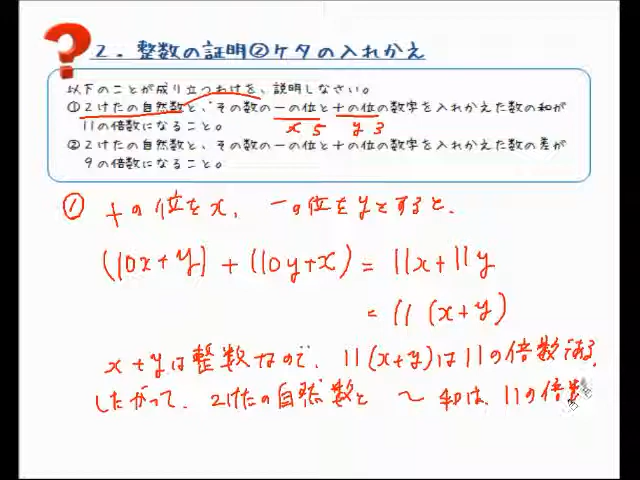 ?
2. 整数の証明②ケタの入れかえ
以下のことが成り立つわけを、説明しなさい。
①2けたの自然数と、その数の一の位と十の位の数字を入れかえた数の和が
11の倍数になること。
x 5 y 3
②2けたの自然数と、その数の一の位と十の位の数字を入れかえた数の差が
9の倍数になること。
① 十の位をx、一の位をyとすると、
(10x+y)+(10y+x)=11x+11y
=11(x+y)
x+yは整数なので、11(x+y)は11の倍数である。
したがって、2けたの自然数と 〜 和は、11の倍数